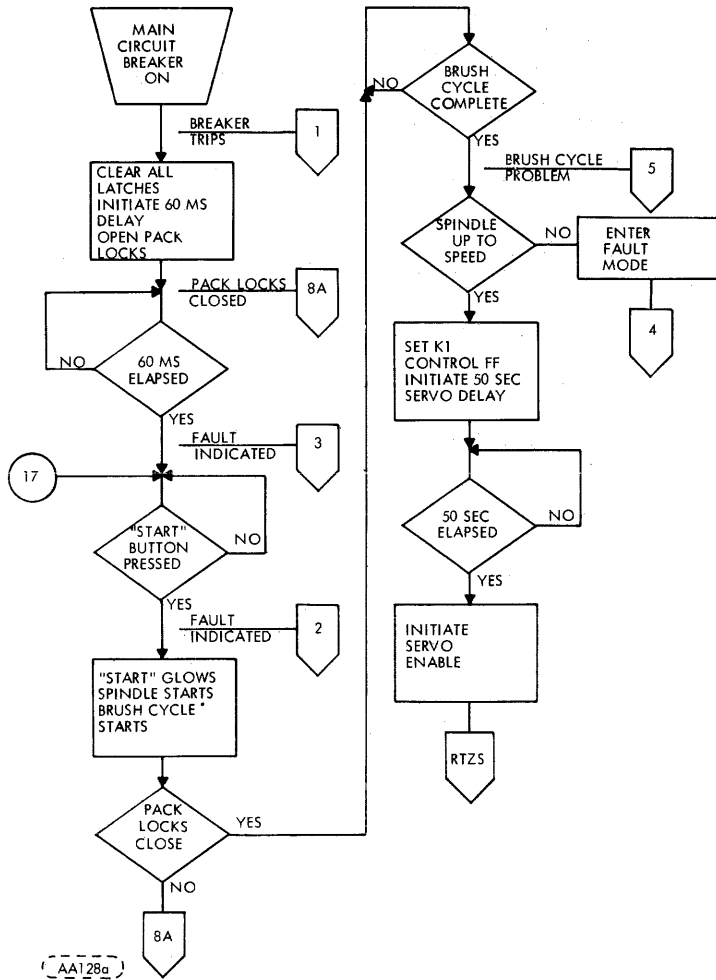 MAIN
CIRCUIT
BREAKER
ON
BREAKER
TRIPS
1
CLEAR ALL
LATCHES
INITIATE 60 MS
DELAY
OPEN PACK
LOCKS
PACK LOCKS
CLOSED
8A
NO
60 MS
ELAPSED
YES
FAULT
INDICATED
3
17
"START"
BUTTON
PRESSED
NO
YES
FAULT
INDICATED
2
"START" GLOWS
SPINDLE STARTS
BRUSH CYCLE *
STARTS
PACK
LOCKS
CLOSE
YES
NO
8A
NO
BRUSH
CYCLE
COMPLETE
YES
BRUSH CYCLE
PROBLEM
5
SPINDLE
UP TO
SPEED
NO
ENTER
FAULT
MODE
4
YES
SET K1
CONTROL FF
INITIATE 50 SEC
SERVO DELAY
50 SEC
ELAPSED
NO
YES
INITIATE
SERVO
ENABLE
RTZS
AA128a